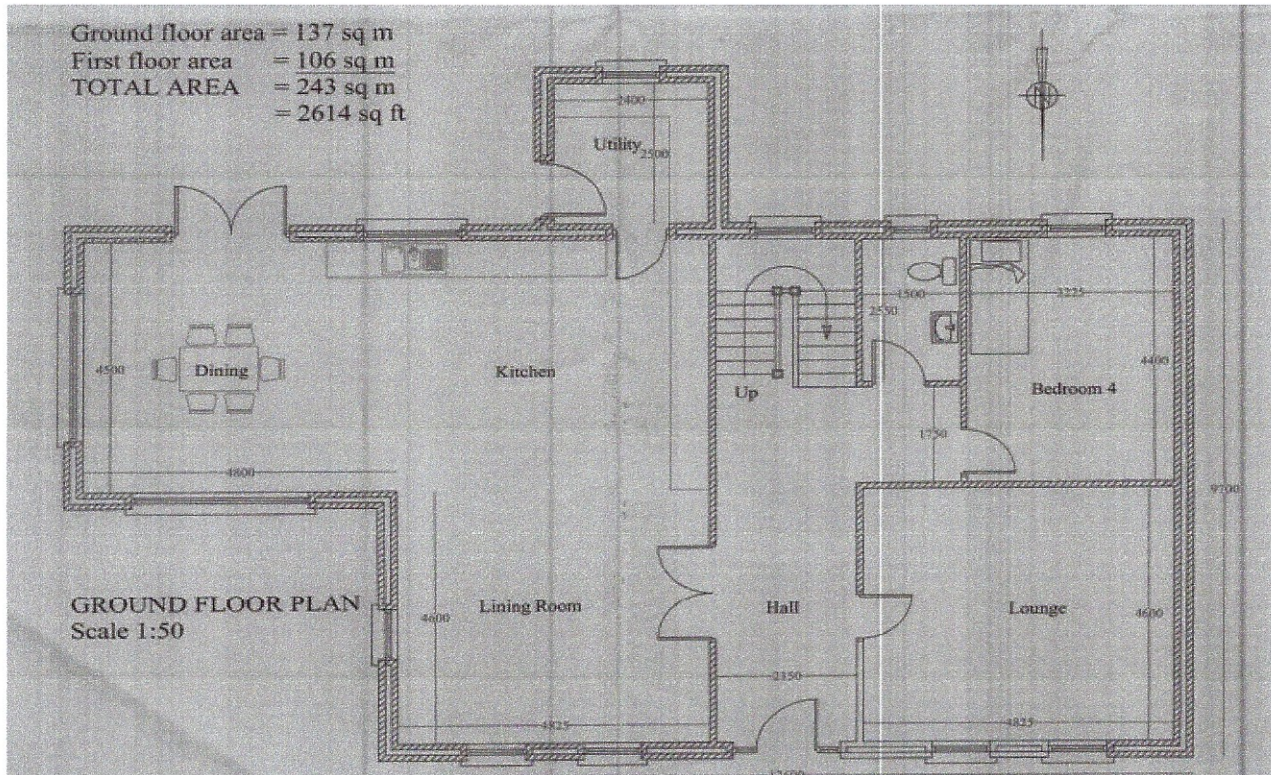 Ground floor area = 137 sq m
First floor area = 106 sq m
TOTAL AREA = 243 sq m
= 2614 sq ft
2400
Utility
2500
1500
2550
3225
4500
Dining
Kitchen
4400
Up
Bedroom 4
1750
4800
9700
GROUND FLOOR PLAN
Scale 1:50
Lining Room
Hall
Lounge
4600
4600
2150
4825
4825